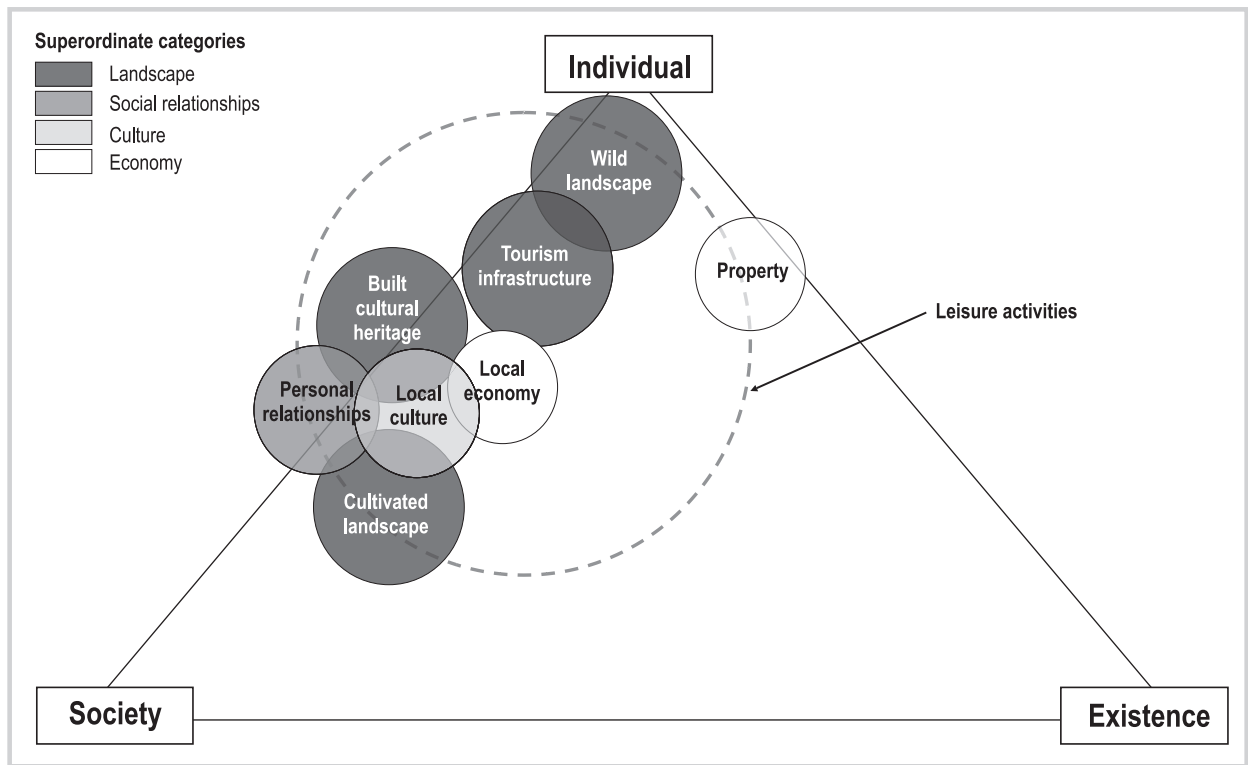 Superordinate categories
Landscape
Social relationships
Culture
Economy
Individual
Wild
landscape
Tourism
infrastructure
Property
Built
cultural
heritage
Leisure activities
Local
economy
Personal
relationships
Local
culture
Cultivated
landscape
Society
Existence